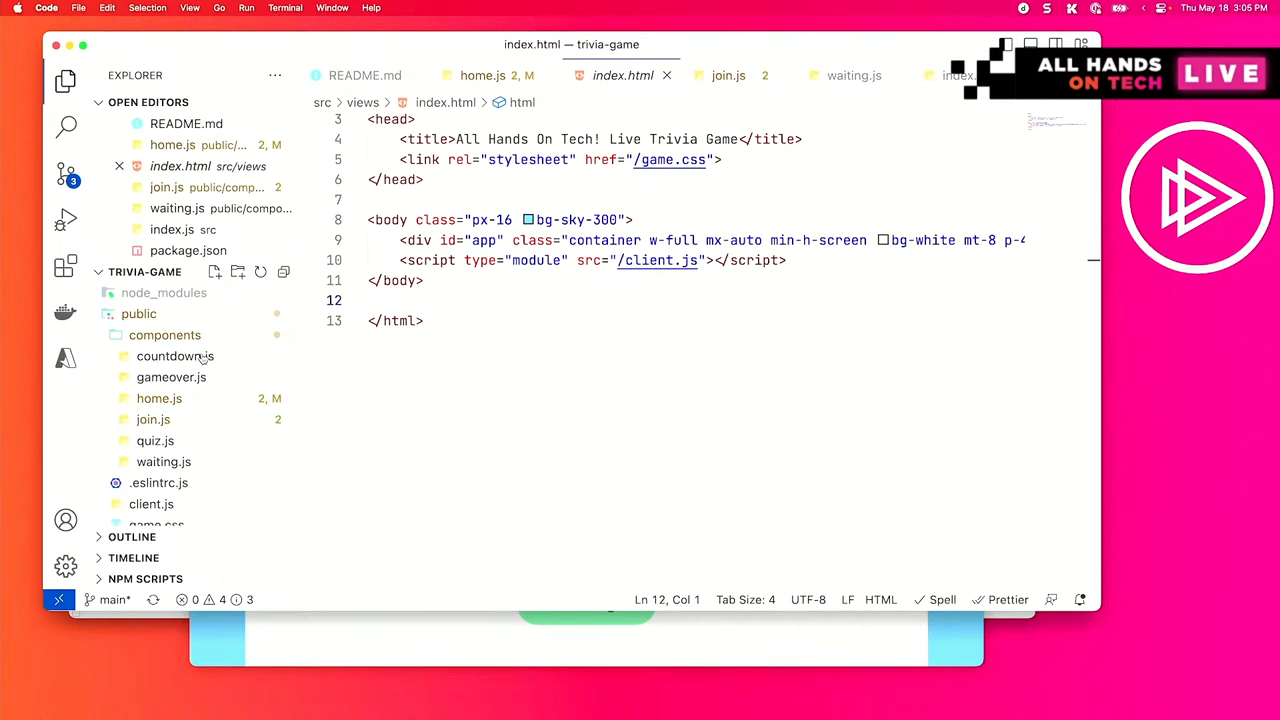 Code File Edit Selection View Go Run Terminal Window Help
Thu May 18 3:05 PM
index.html — trivia-game
ALL HANDS
ON TECH
LIVE
EXPLORER
README.md
home.js 2, M
index.html
join.js 2
waiting.js
index.
src > views > index.html > html
OPEN EDITORS
README.md
home.js public/... 2, M
index.html src/views
join.js public/comp... 2
waiting.js public/compo...
index.js src
package.json
TRIVIA-GAME
node_modules
public
components
countdown.js
gameover.js
home.js 2, M
join.js 2
quiz.js
waiting.js
.eslintrc.js
client.js
game.css
OUTLINE
TIMELINE
NPM SCRIPTS
3
3 <head>
4 <title>All Hands On Tech! Live Trivia Game</title>
5 <link rel="stylesheet" href="/game.css">
6 </head>
7
8 <body class="px-16 bg-sky-300">
9 <div id="app" class="container w-full mx-auto min-h-screen bg-white mt-8 p-4
10 <script type="module" src="/client.js"></script>
11 </body>
12
13 </html>
main* 0 4 3
Ln 12, Col 1 Tab Size: 4 UTF-8 LF HTML Spell Prettier